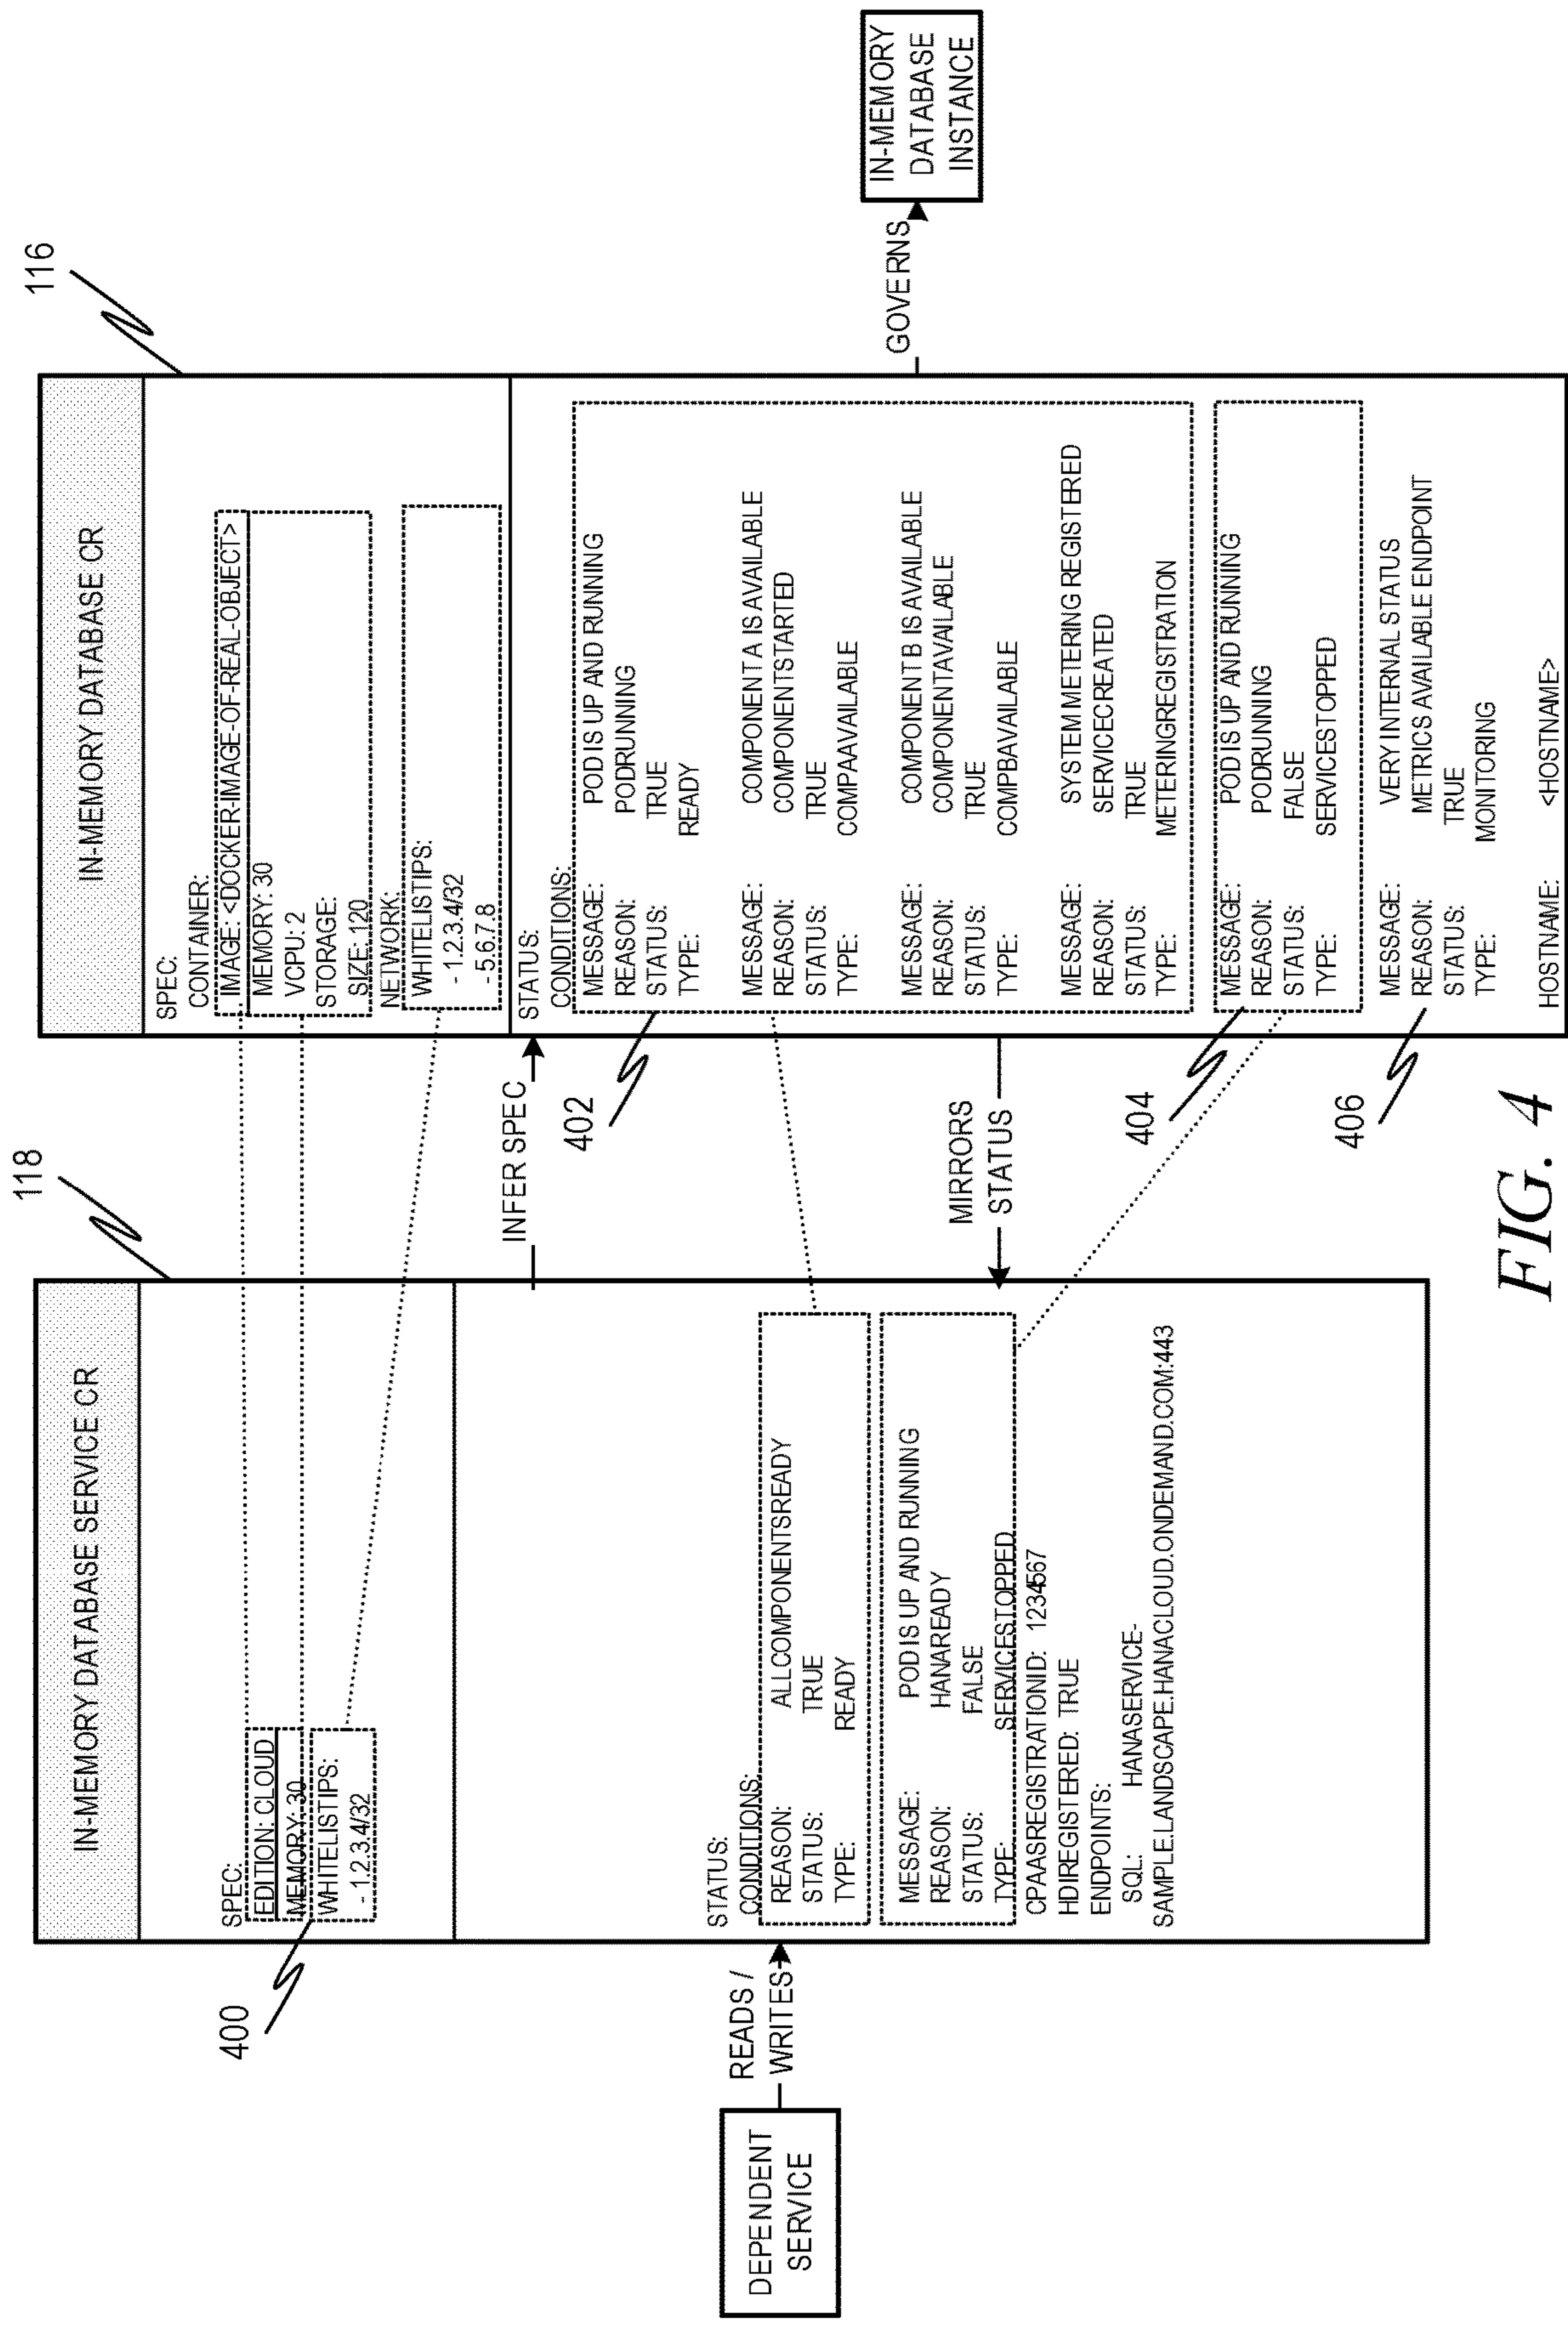 DEPENDENT
SERVICE
READS /
WRITES
118
IN-MEMORY DATABASE SERVICE CR
SPEC:
EDITION: CLOUD
MEMORY: 30
WHITELISTIPS:
- 1.2.3.4/32
400
STATUS:
CONDITIONS:
REASON: ALLCOMPONENTSREADY
STATUS: TRUE
TYPE: READY
MESSAGE: POD IS UP AND RUNNING
REASON: HANAREADY
STATUS: FALSE
TYPE: SERVICESTOPPED
CPAASREGISTRATIONID: 1234567
HDIREGISTERED: TRUE
ENDPOINTS:
SQL: HANASERVICE-
SAMPLE.LANDSCAPE.HANACLOUD.ONDEMAND.COM:443
INFER SPEC
MIRRORS
STATUS
116
IN-MEMORY DATABASE CR
SPEC:
CONTAINER:
IMAGE: <DOCKER-IMAGE-OF-REAL-OBJECT>
MEMORY: 30
VCPU: 2
STORAGE:
SIZE: 120
NETWORK:
WHITELISTIPS:
- 1.2.3.4/32
- 5.6.7.8
STATUS:
CONDITIONS:
402
MESSAGE: POD IS UP AND RUNNING
REASON: PODRUNNING
STATUS: TRUE
TYPE: READY
MESSAGE: COMPONENT A IS AVAILABLE
REASON: COMPONENTSTARTED
STATUS: TRUE
TYPE: COMPAAVAILABLE
MESSAGE: COMPONENT B IS AVAILABLE
REASON: COMPONENTAVAILABLE
STATUS: TRUE
TYPE: COMPBAVAILABLE
MESSAGE: SYSTEM METERING REGISTERED
REASON: SERVICECREATED
STATUS: TRUE
TYPE: METERINGREGISTRATION
404
MESSAGE: POD IS UP AND RUNNING
REASON: PODRUNNING
STATUS: FALSE
TYPE: SERVICESTOPPED
406
MESSAGE: VERY INTERNAL STATUS
REASON: METRICS AVAILABLE ENDPOINT
STATUS: TRUE
TYPE: MONITORING
HOSTNAME: <HOSTNAME>
GOVERNS
IN-MEMORY
DATABASE
INSTANCE
FIG. 4